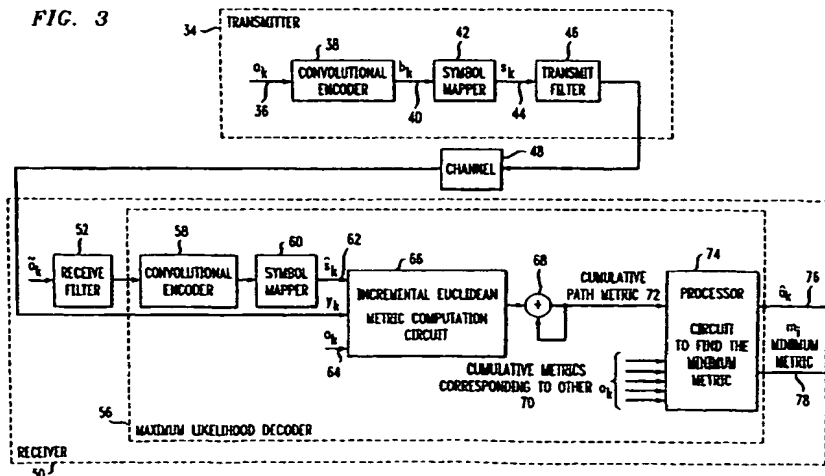 FIG. 3
34
TRANSMITTER
38
42
46
a_k
CONVOLUTIONAL
ENCODER
b_k
SYMBOL
MAPPER
s_k
TRANSMIT
FILTER
36
40
44
CHANNEL
48
52
58
60
62
66
68
74
76
ã_k
RECEIVE
FILTER
CONVOLUTIONAL
ENCODER
SYMBOL
MAPPER
ŝ_k
y_k
a_k
64
INCREMENTAL EUCLIDEAN
METRIC COMPUTATION
CIRCUIT
+
CUMULATIVE
PATH METRIC 72
PROCESSOR
CIRCUIT
TO FIND THE
MINIMUM
METRIC
â_k
m_i
MINIMUM
METRIC
78
CUMULATIVE METRICS
CORRESPONDING TO OTHER a_k
70
56
MAXIMUM LIKELIHOOD DECODER
RECEIVER
50